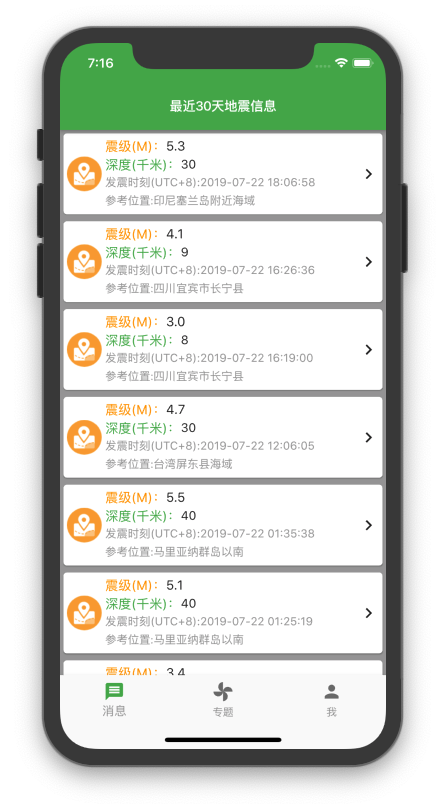 7:16
最近30天地震信息
震级(M)：5.3
深度(千米)：30
发震时刻(UTC+8):2019-07-22 18:06:58
参考位置:印尼塞兰岛附近海域
震级(M)：4.1
深度(千米)：9
发震时刻(UTC+8):2019-07-22 16:26:36
参考位置:四川宜宾市长宁县
震级(M)：3.0
深度(千米)：8
发震时刻(UTC+8):2019-07-22 16:19:00
参考位置:四川宜宾市长宁县
震级(M)：4.7
深度(千米)：30
发震时刻(UTC+8):2019-07-22 12:06:05
参考位置:台湾屏东县海域
震级(M)：5.5
深度(千米)：40
发震时刻(UTC+8):2019-07-22 01:35:38
参考位置:马里亚纳群岛以南
震级(M)：5.1
深度(千米)：40
发震时刻(UTC+8):2019-07-22 01:25:19
参考位置:马里亚纳群岛以南
震级(M)：3.4
消息
专题
我